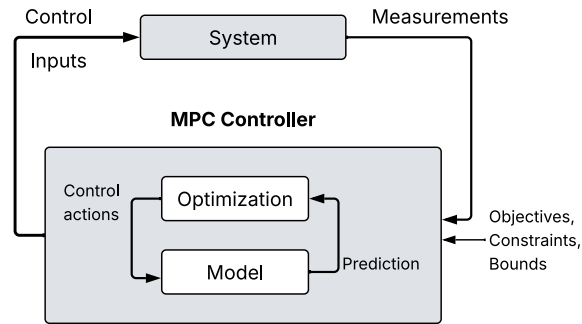 Control
Inputs
System
Measurements
MPC Controller
Control
actions
Optimization
Model
Prediction
Objectives,
Constraints,
Bounds